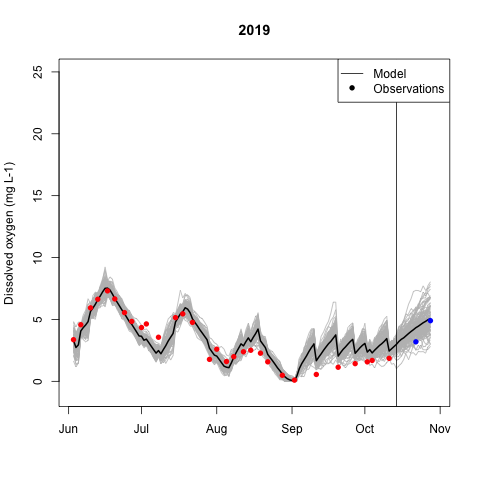 2019
Model
Observations
Dissolved oxygen (mg L-1)
25
20
15
10
5
0
Jun Jul Aug Sep Oct Nov